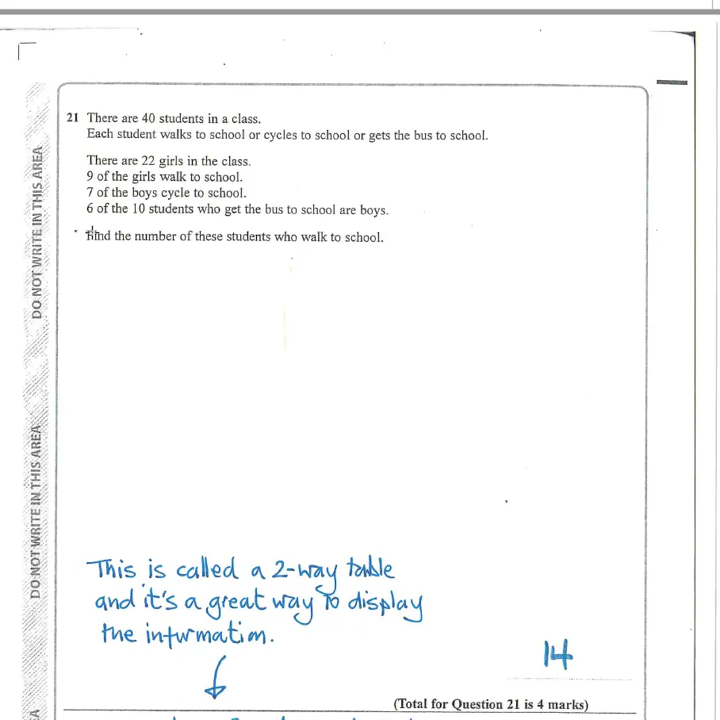 21 There are 40 students in a class.
Each student walks to school or cycles to school or gets the bus to school.
There are 22 girls in the class.
9 of the girls walk to school.
7 of the boys cycle to school.
6 of the 10 students who get the bus to school are boys.
Find the number of these students who walk to school.
DO NOT WRITE IN THIS AREA
DO NOT WRITE IN THIS AREA
EA
This is called a 2-way table
and it's a great way to display
the information.
14
(Total for Question 21 is 4 marks)